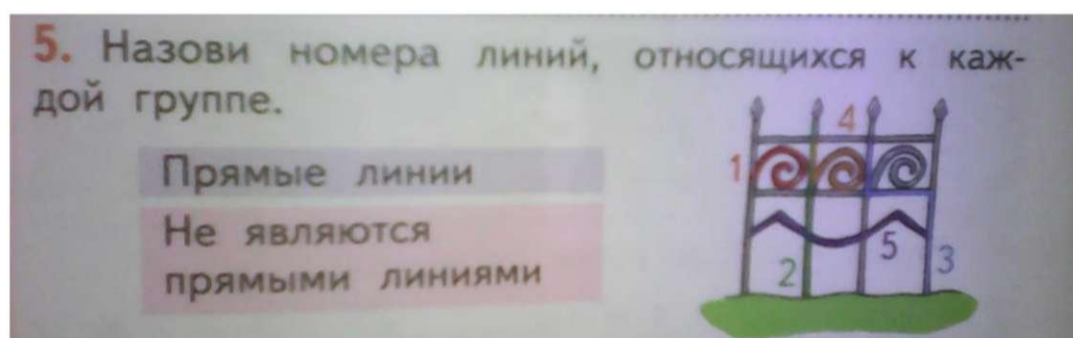 5. Назови номера линий, относящихся к каж-
дой группе.
Прямые линии
Не являются
прямыми линиями
4
1
5
2
3